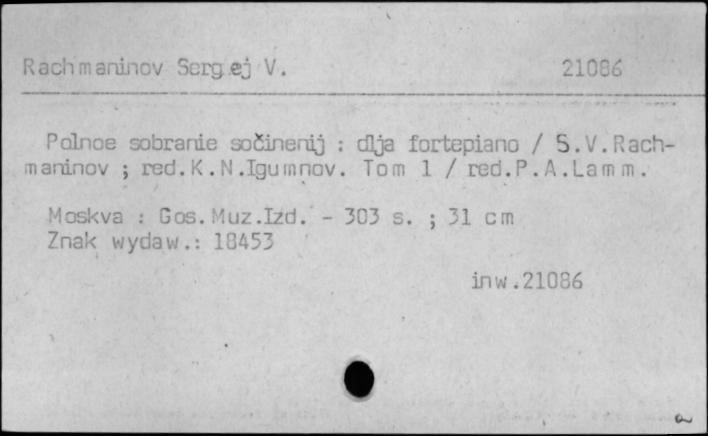 Rachmaninov Sergej V. 21086
Polnoe sobranie sočinenij : dlja fortepiano / S.V.Rach-
maninov ; red.K.N.Igumnov. Tom 1 / red.P.A.Lamm.
Moskva : Gos.Muz.Izd. - 303 s. ; 31 cm
Znak wydaw.: 18453
inw.21086